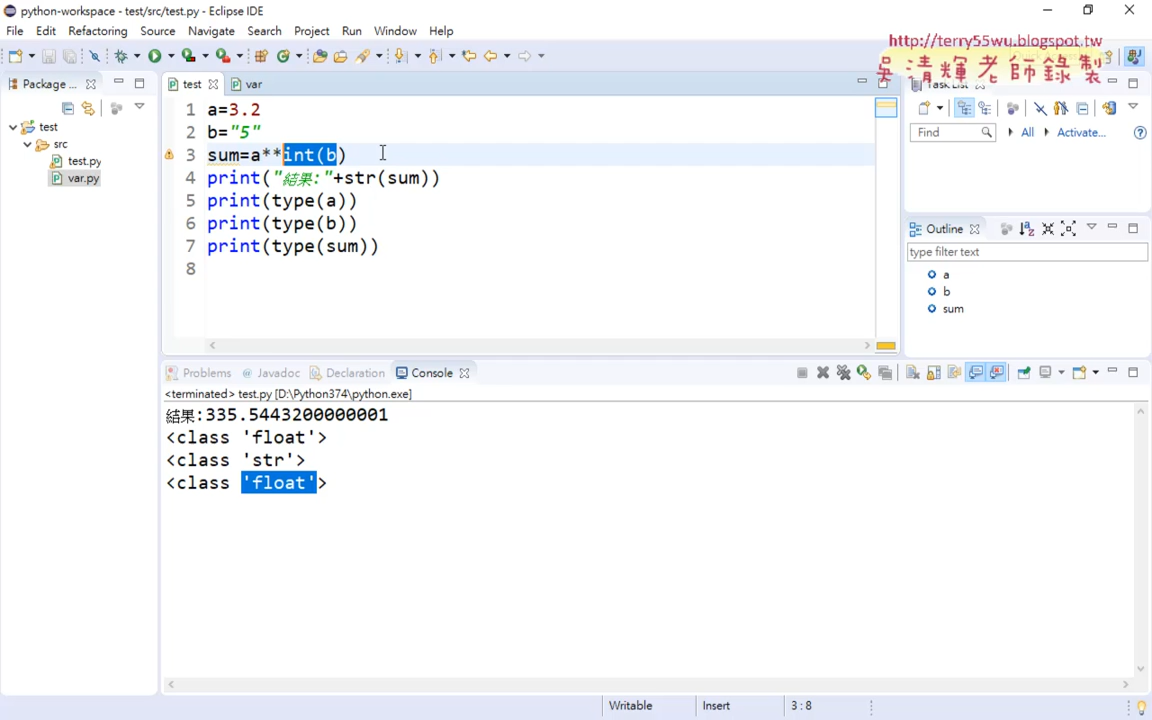 python-workspace - test/src/test.py - Eclipse IDE
File Edit Refactoring Source Navigate Search Project Run Window Help
http://terry55wu.blogspot.tw
吳清輝老師錄製
Package...
test
src
test.py
var.py
test
var
1 a=3.2
2 b="5"
3 sum=a**int(b)
4 print("結果:"+str(sum))
5 print(type(a))
6 print(type(b))
7 print(type(sum))
8
Task List
Find
All
Activate...
Outline
type filter text
a
b
sum
Problems Javadoc Declaration Console
<terminated> test.py [D:\Python374\python.exe]
結果:335.5443200000001
<class 'float'>
<class 'str'>
<class 'float'>
Writable Insert 3 : 8